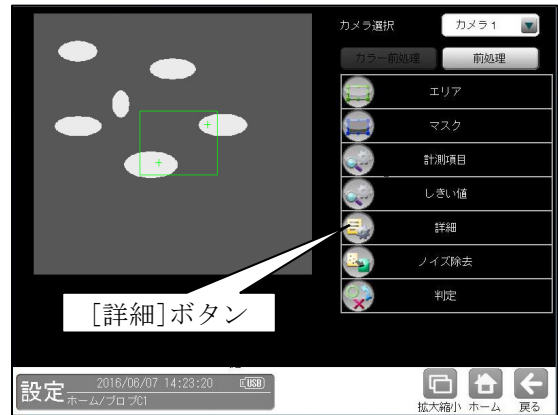 カメラ選択
カメラ1
カラー前処理
前処理
エリア
マスク
計測項目
しきい値
詳細
ノイズ除去
判定
[詳細]ボタン
設定
2016/06/07 14:23:20
USB
ホーム/ブロブC1
拡大縮小
ホーム
戻る